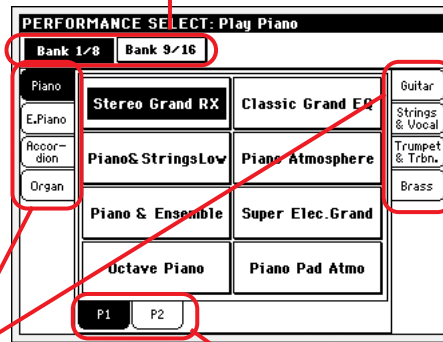 PERFORMANCE SELECT: Play Piano
Bank 1/8 Bank 9/16
Piano
E.Piano
Accor-
dion
Organ
Stereo Grand RX Classic Grand EQ
Piano& StringsLow Piano Atmosphere
Piano & Ensemble Super Elec.Grand
Octave Piano Piano Pad Atmo
Guitar
Strings
& Vocal
Trumpet
& Trbn.
Brass
P1 P2